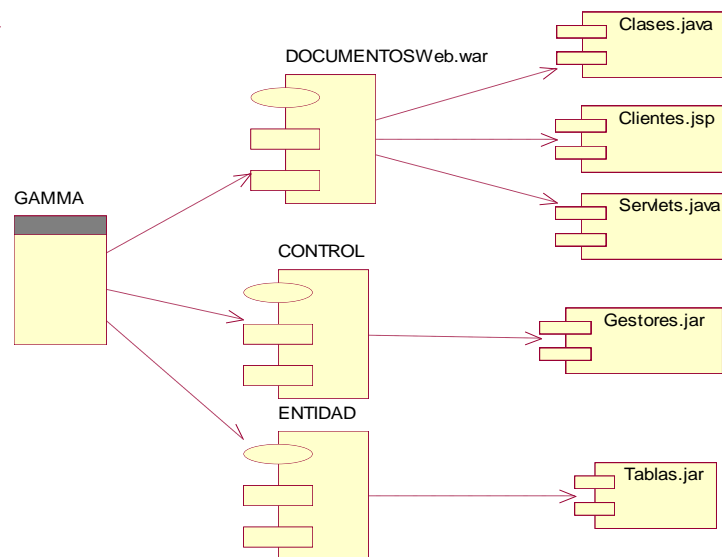 Clases.java
DOCUMENTOSWeb.war
Clientes.jsp
GAMMA
Servlets.java
CONTROL
Gestores.jar
ENTIDAD
Tablas.jar